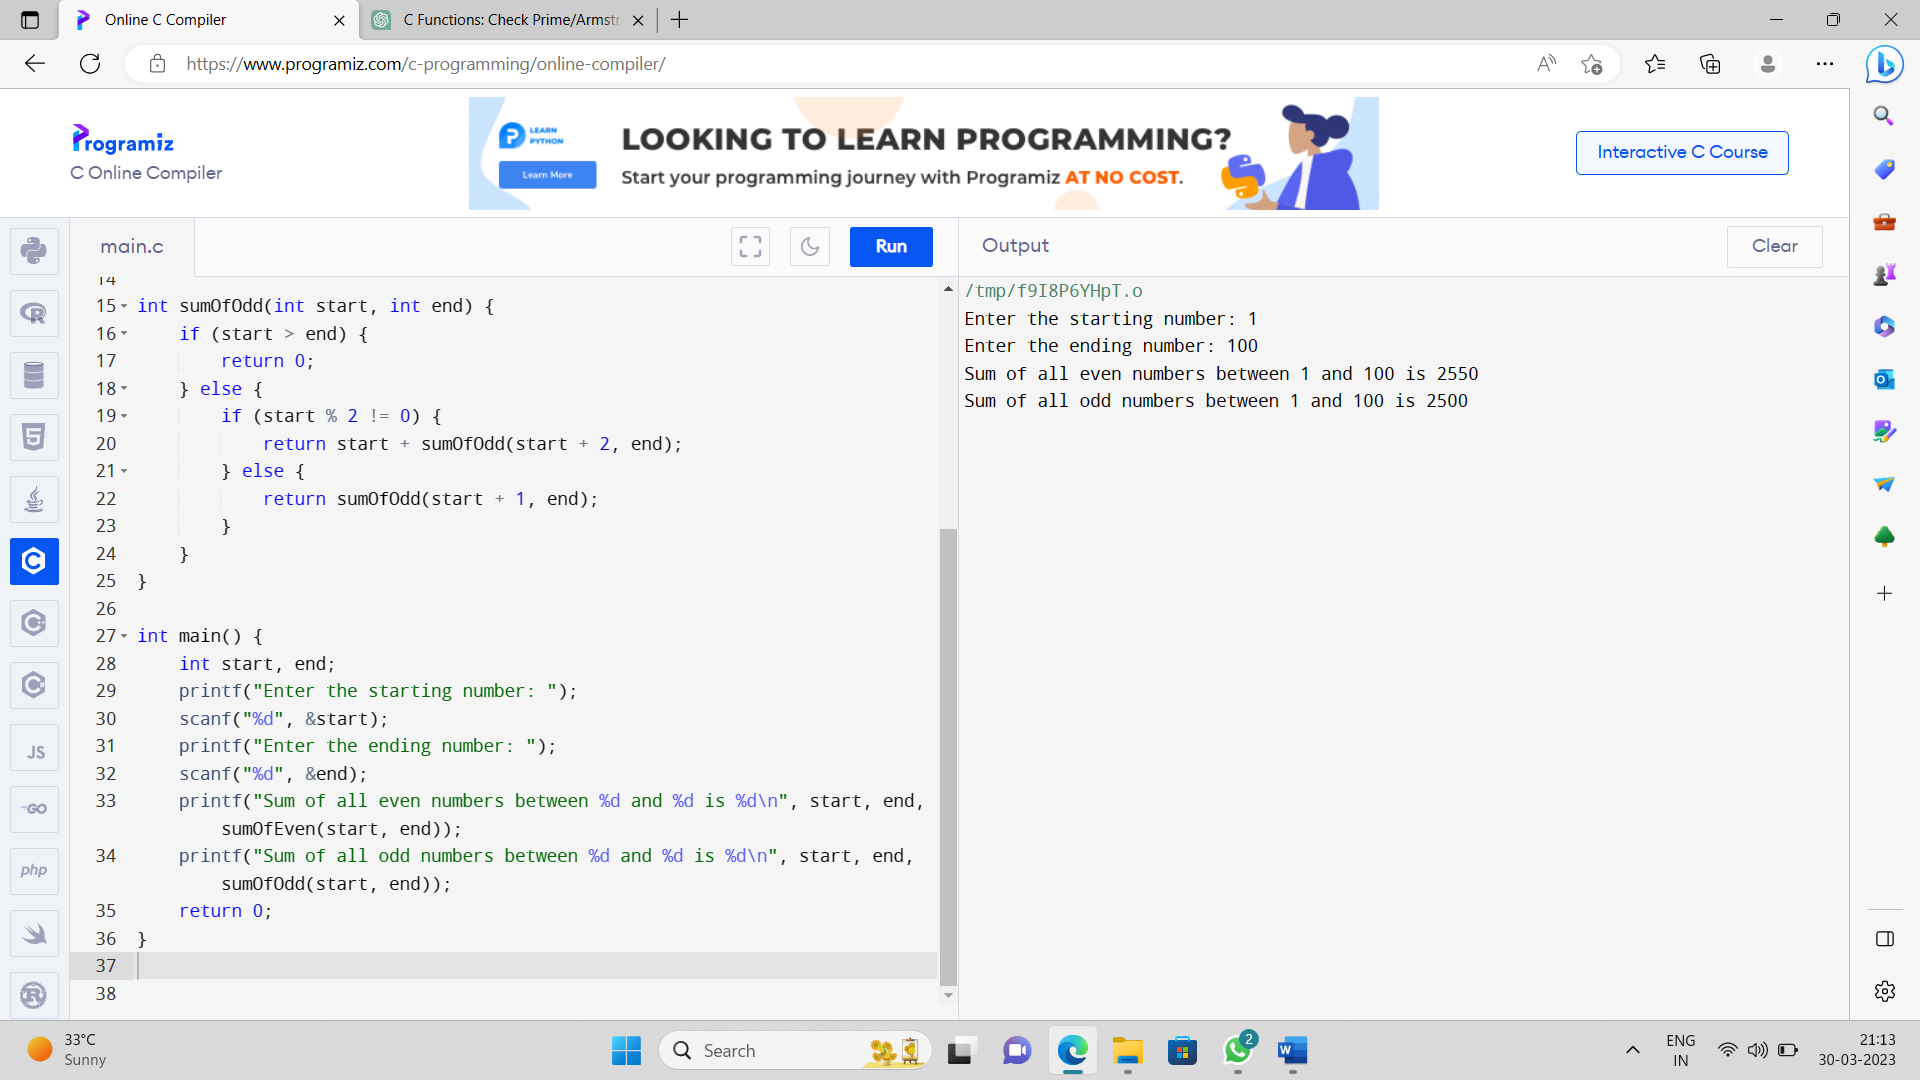 Online C Compiler
C Functions: Check Prime/Armstr
https://www.programiz.com/c-programming/online-compiler/
Programiz
C Online Compiler
LEARN PYTHON
Learn More
LOOKING TO LEARN PROGRAMMING?
Start your programming journey with Programiz AT NO COST.
Interactive C Course
main.c
Run
Output
Clear
14
15 int sumOfOdd(int start, int end) {
16     if (start > end) {
17         return 0;
18     } else {
19         if (start % 2 != 0) {
20             return start + sumOfOdd(start + 2, end);
21         } else {
22             return sumOfOdd(start + 1, end);
23         }
24     }
25 }
26
27 int main() {
28     int start, end;
29     printf("Enter the starting number: ");
30     scanf("%d", &start);
31     printf("Enter the ending number: ");
32     scanf("%d", &end);
33     printf("Sum of all even numbers between %d and %d is %d\n", start, end,
sumOfEven(start, end));
34     printf("Sum of all odd numbers between %d and %d is %d\n", start, end,
sumOfOdd(start, end));
35     return 0;
36 }
37
38
/tmp/f9I8P6YHpT.o
Enter the starting number: 1
Enter the ending number: 100
Sum of all even numbers between 1 and 100 is 2550
Sum of all odd numbers between 1 and 100 is 2500
JS
GO
php
33°C
Sunny
Search
2
ENG
IN
21:13
30-03-2023